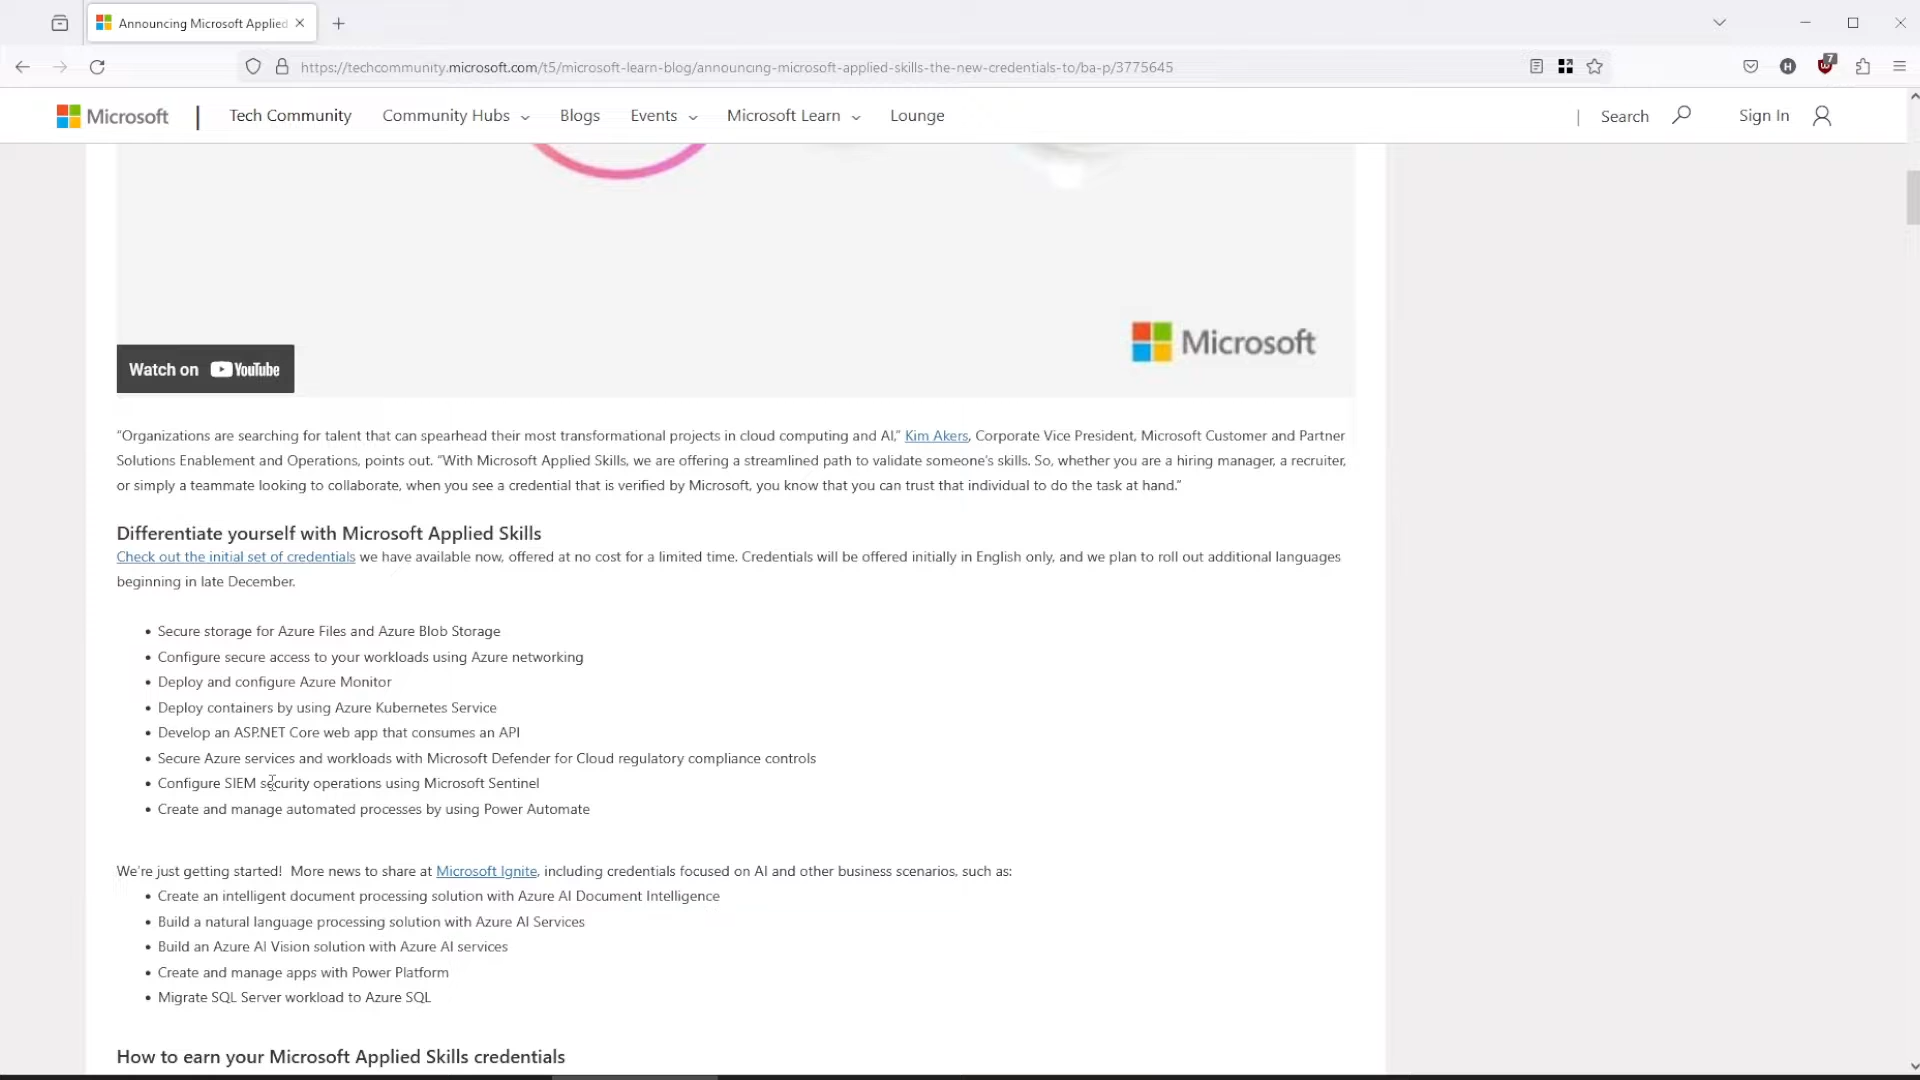 Announcing Microsoft Applied
https://techcommunity.microsoft.com/t5/microsoft-learn-blog/announcing-microsoft-applied-skills-the-new-credentials-to/ba-p/3775645
H
7
Microsoft | Tech Community Community Hubs Blogs Events Microsoft Learn Lounge | Search Sign In
Microsoft
Watch on YouTube
“Organizations are searching for talent that can spearhead their most transformational projects in cloud computing and AI,” Kim Akers, Corporate Vice President, Microsoft Customer and Partner
Solutions Enablement and Operations, points out. “With Microsoft Applied Skills, we are offering a streamlined path to validate someone's skills. So, whether you are a hiring manager, a recruiter,
or simply a teammate looking to collaborate, when you see a credential that is verified by Microsoft, you know that you can trust that individual to do the task at hand.”
Differentiate yourself with Microsoft Applied Skills
Check out the initial set of credentials we have available now, offered at no cost for a limited time. Credentials will be offered initially in English only, and we plan to roll out additional languages
beginning in late December.
• Secure storage for Azure Files and Azure Blob Storage
• Configure secure access to your workloads using Azure networking
• Deploy and configure Azure Monitor
• Deploy containers by using Azure Kubernetes Service
• Develop an ASP.NET Core web app that consumes an API
• Secure Azure services and workloads with Microsoft Defender for Cloud regulatory compliance controls
• Configure SIEM security operations using Microsoft Sentinel
• Create and manage automated processes by using Power Automate
We're just getting started! More news to share at Microsoft Ignite, including credentials focused on AI and other business scenarios, such as:
• Create an intelligent document processing solution with Azure AI Document Intelligence
• Build a natural language processing solution with Azure AI Services
• Build an Azure AI Vision solution with Azure AI services
• Create and manage apps with Power Platform
• Migrate SQL Server workload to Azure SQL
How to earn your Microsoft Applied Skills credentials